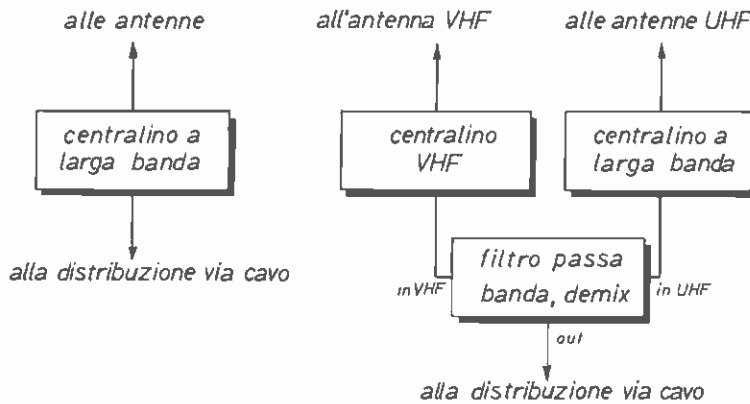 alle antenne
centralino a
larga banda
alla distribuzione via cavo
all'antenna VHF
alle antenne UHF
centralino
VHF
centralino a
larga banda
in VHF
filtro passa
banda, demix
in UHF
out
alla distribuzione via cavo